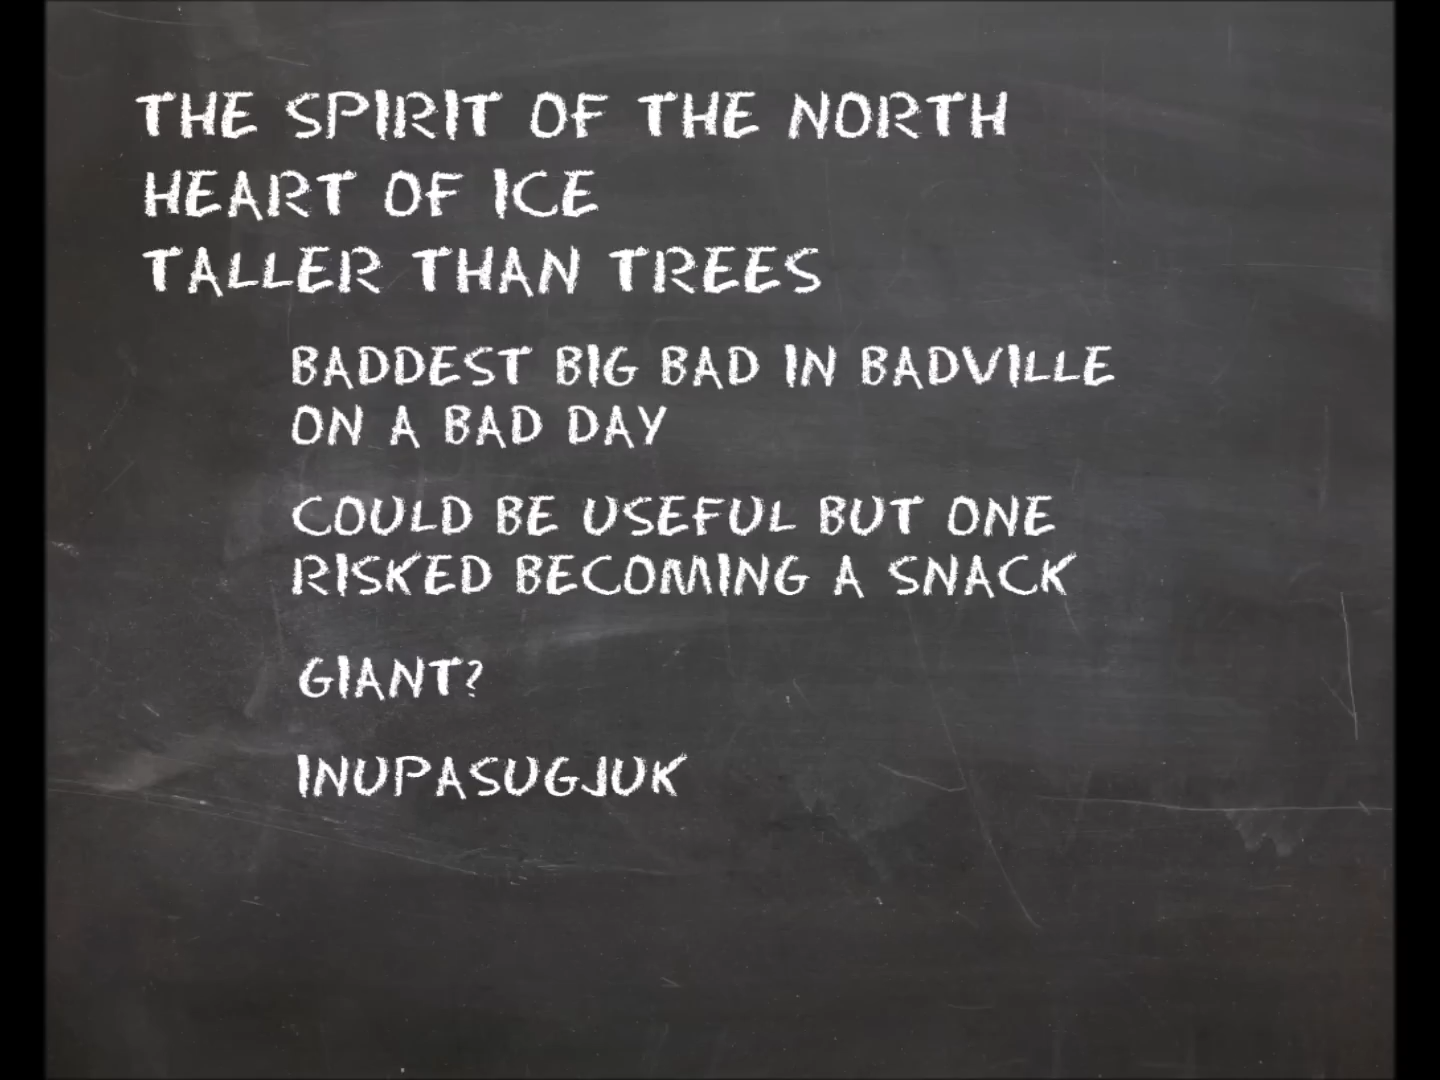 THE SPIRIT OF THE NORTH
HEART OF ICE
TALLER THAN TREES
BADDEST BIG BAD IN BADVILLE
ON A BAD DAY
COULD BE USEFUL BUT ONE
RISKED BECOMING A SNACK
GIANT?
INUPASUGJUK